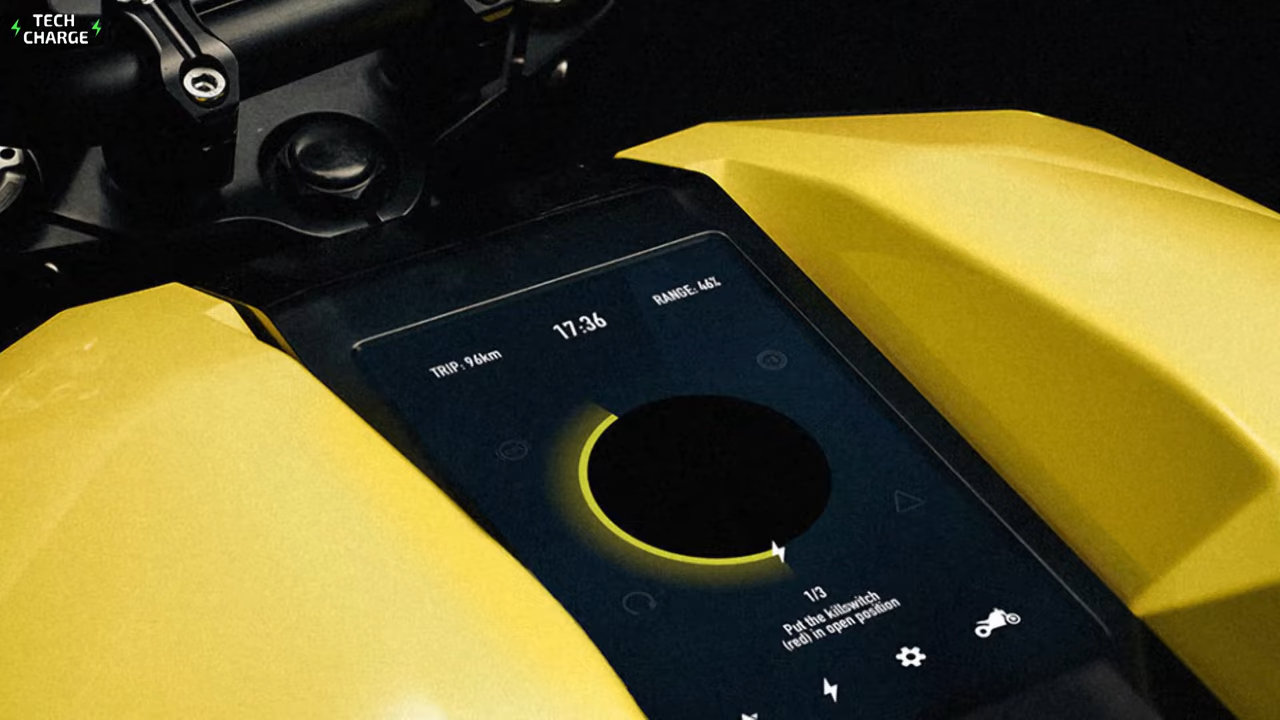 TECH
CHARGE
TRIP: 96km
17:36
RANGE: 46%
1/3
Put the killswitch
(red) in open position